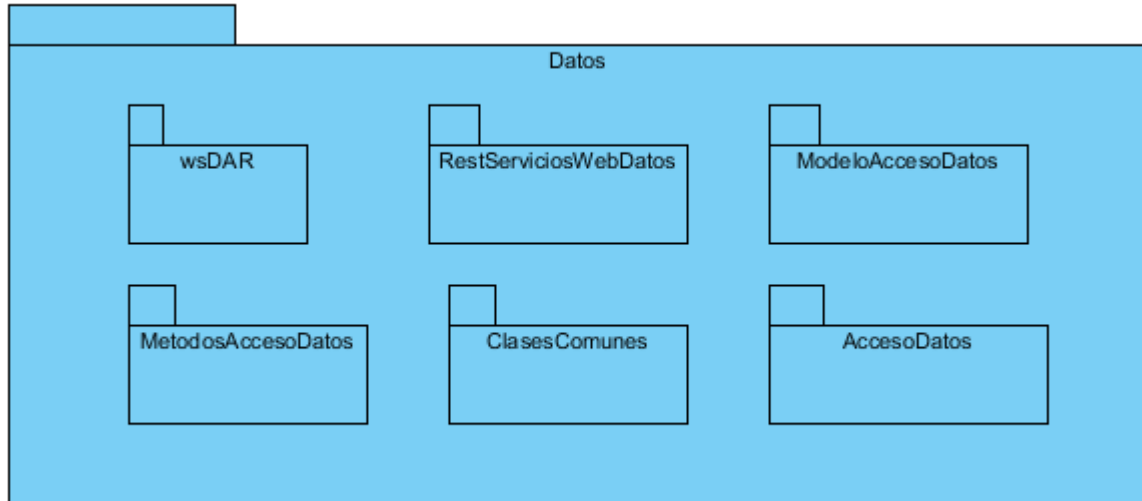 Datos
wsDAR
RestServiciosWebDatos
ModeloAccesoDatos
MetodosAccesoDatos
ClasesComunes
AccesoDatos